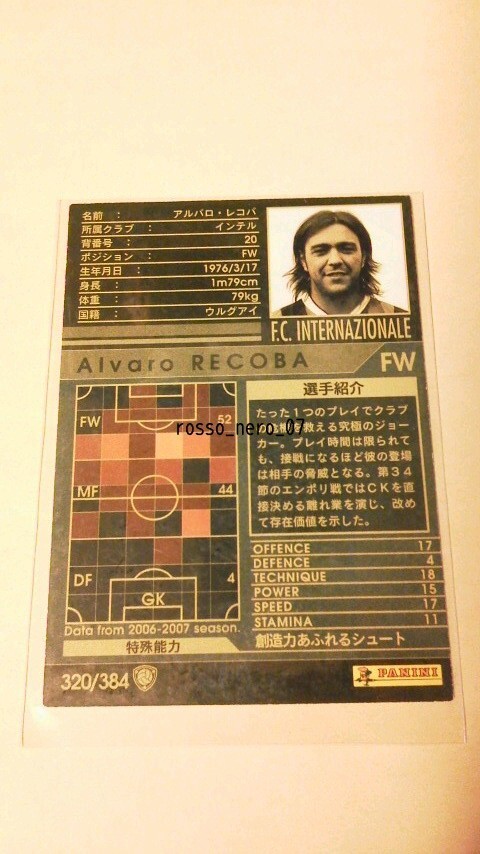 名前 : アルバロ・レコバ
所属クラブ : インテル
背番号 : 20
ポジション : FW
生年月日 : 1976/3/17
身長 : 1m79cm
体重 : 79kg
国籍 : ウルグアイ
F.C. INTERNAZIONALE
Alvaro RECOBA FW
選手紹介
たった1つのプレイでクラブ
救える究極のジョー
カー。プレイ時間は限られて
も、接戦になるほど彼の登場
は相手の脅威となる。第34
節のエンポリ戦ではCKを直
接決める離れ業を演じ、改め
て存在価値を示した。
rosso_nero_07
FW 52
MF 44
DF 4
GK
Data from 2006-2007 season.
OFFENCE 17
DEFENCE 4
TECHNIQUE 18
POWER 15
SPEED 17
STAMINA 11
特殊能力 創造力あふれるシュート
320/384
PANINI